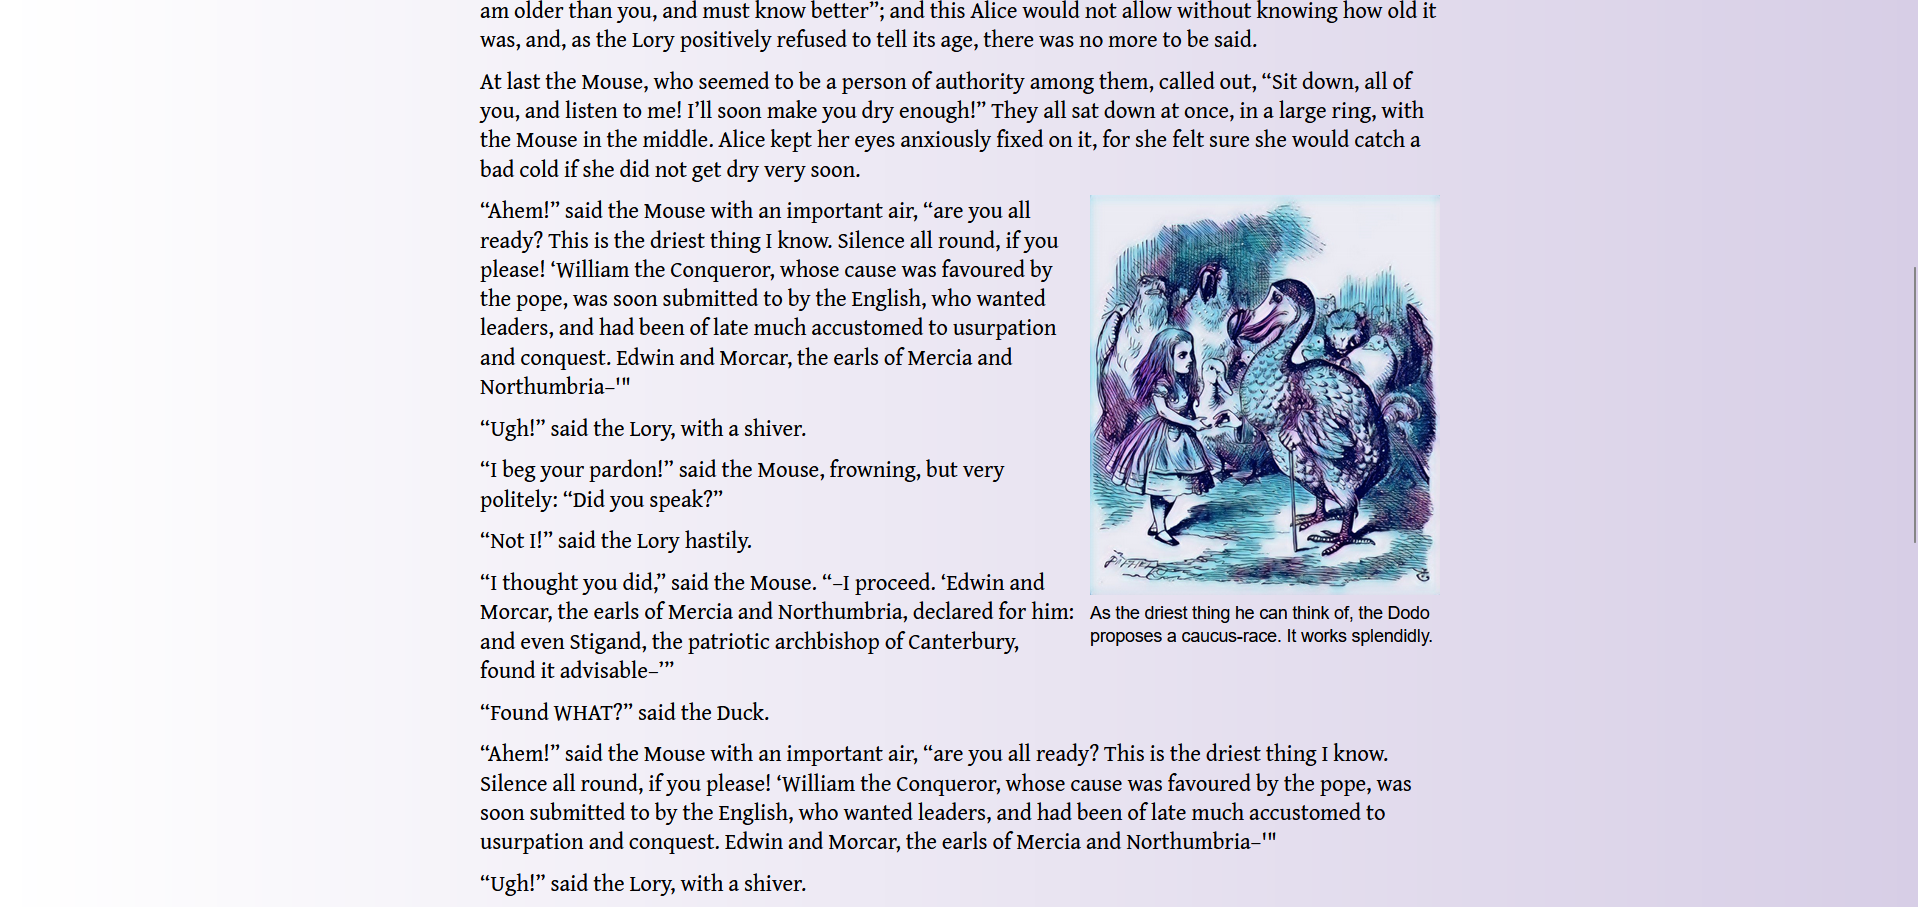 am older than you, and must know better”; and this Alice would not allow without knowing how old it
was, and, as the Lory positively refused to tell its age, there was no more to be said.
At last the Mouse, who seemed to be a person of authority among them, called out, “Sit down, all of
you, and listen to me! I’ll soon make you dry enough!” They all sat down at once, in a large ring, with
the Mouse in the middle. Alice kept her eyes anxiously fixed on it, for she felt sure she would catch a
bad cold if she did not get dry very soon.
“Ahem!” said the Mouse with an important air, “are you all
ready? This is the driest thing I know. Silence all round, if you
please! ‘William the Conqueror, whose cause was favoured by
the pope, was soon submitted to by the English, who wanted
leaders, and had been of late much accustomed to usurpation
and conquest. Edwin and Morcar, the earls of Mercia and
Northumbria–'"
“Ugh!” said the Lory, with a shiver.
“I beg your pardon!” said the Mouse, frowning, but very
politely: “Did you speak?”
“Not I!” said the Lory hastily.
“I thought you did,” said the Mouse. “–I proceed. ‘Edwin and
Morcar, the earls of Mercia and Northumbria, declared for him:
and even Stigand, the patriotic archbishop of Canterbury,
found it advisable–’”
As the driest thing he can think of, the Dodo
proposes a caucus-race. It works splendidly.
“Found WHAT?” said the Duck.
“Ahem!” said the Mouse with an important air, “are you all ready? This is the driest thing I know.
Silence all round, if you please! ‘William the Conqueror, whose cause was favoured by the pope, was
soon submitted to by the English, who wanted leaders, and had been of late much accustomed to
usurpation and conquest. Edwin and Morcar, the earls of Mercia and Northumbria–'"
“Ugh!” said the Lory, with a shiver.